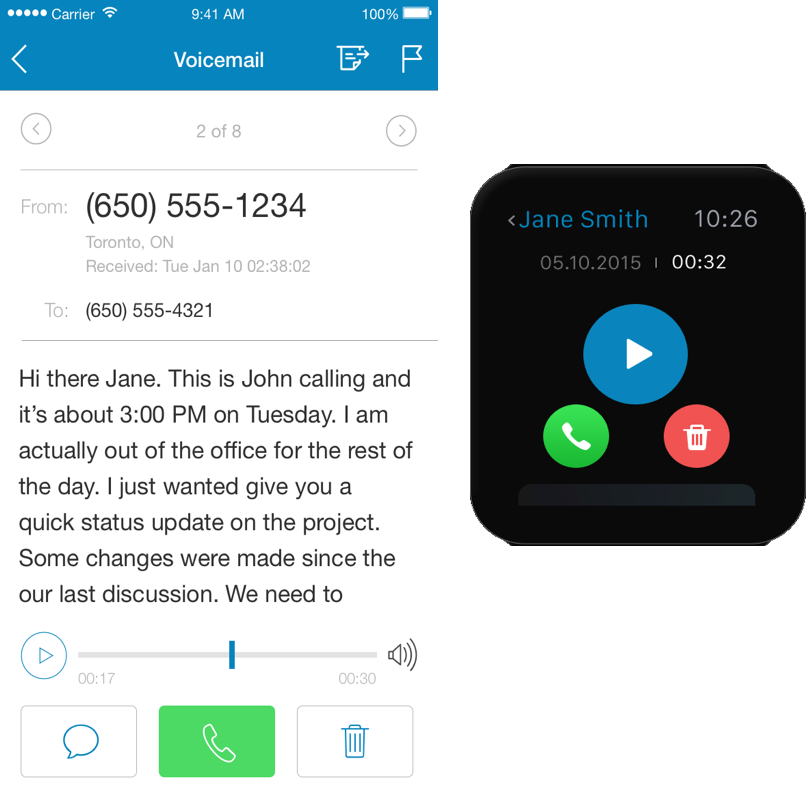 Carrier 9:41 AM 100%
Voicemail
2 of 8
From: (650) 555-1234
Toronto, ON
Received: Tue Jan 10 02:38:02
To: (650) 555-4321
Hi there Jane. This is John calling and
it’s about 3:00 PM on Tuesday. I am
actually out of the office for the rest of
the day. I just wanted give you a
quick status update on the project.
Some changes were made since the
our last discussion. We need to
00:17 00:30
<Jane Smith 10:26
05.10.2015 | 00:32